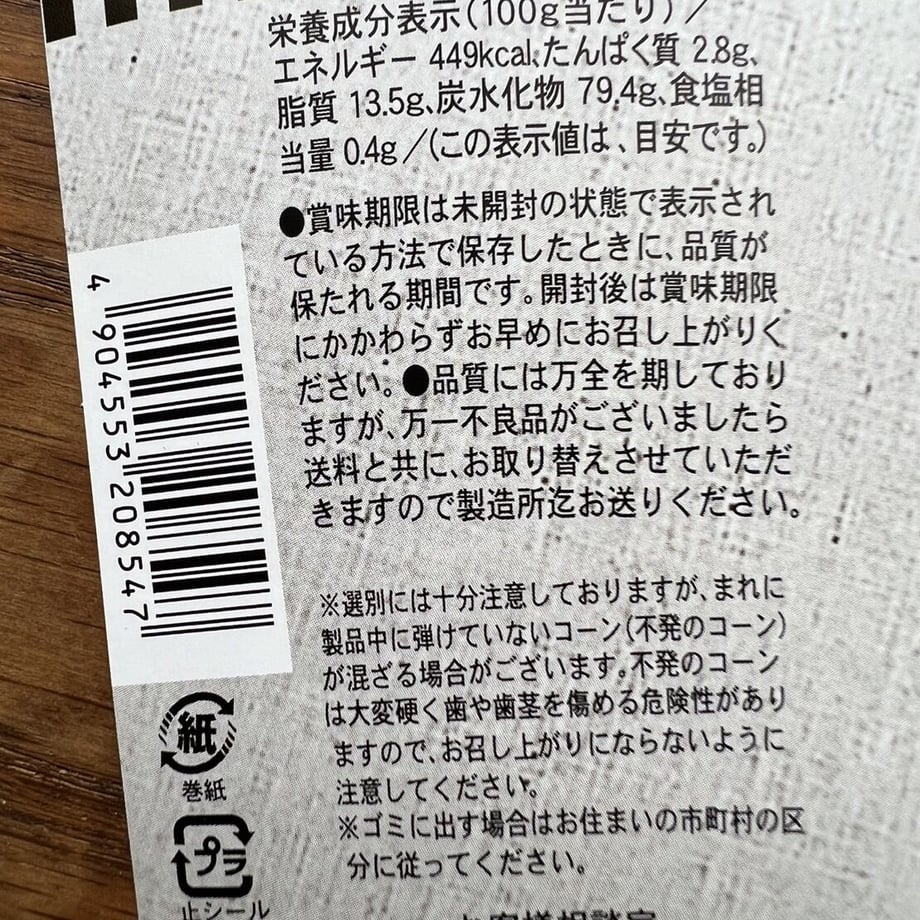 栄養成分表示(100g当たり)/
エネルギー 449kcal、たんぱく質 2.8g、
脂質 13.5g、炭水化物 79.4g、食塩相
当量 0.4g/(この表示値は、目安です。)
●賞味期限は未開封の状態で表示され
ている方法で保存したときに、品質が
保たれる期間です。開封後は賞味期限
にかかわらずお早めにお召し上がりく
ださい。●品質には万全を期しており
ますが、万一不良品がございましたら
送料と共に、お取り替えさせていただ
きますので製造所迄お送りください。
※選別には十分注意しておりますが、まれに
製品中に弾けていないコーン(不発のコーン)
が混ざる場合がございます。不発のコーン
は大変硬く歯や歯茎を傷める危険性があり
ますので、お召し上がりにならないように
注意してください。
※ゴミに出す場合はお住まいの市町村の区
分に従ってください。
4 904553 208547
紙
巻紙
プラ
止シール